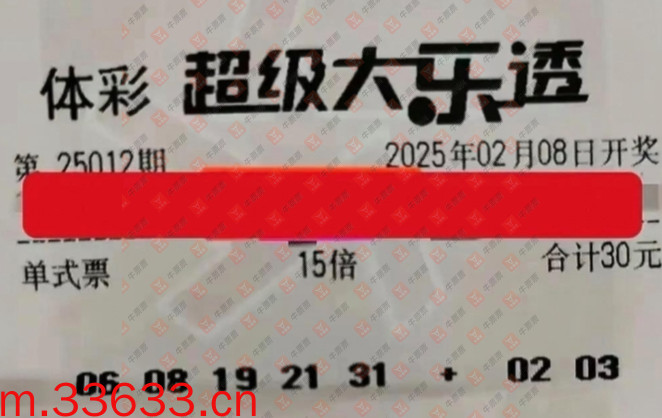 体彩 超级大乐透
第 25012期 2025年02月08日开奖
单式票 15倍 合计30元
06 08 19 21 31 + 02 03
m.33633.cn